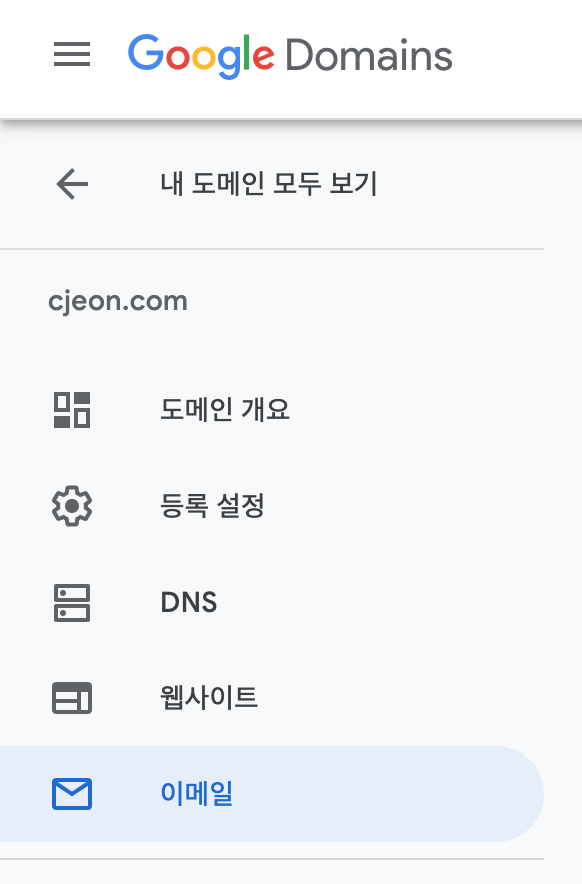 Google Domains
내 도메인 모두 보기
cjeon.com
도메인 개요
등록 설정
DNS
웹사이트
이메일